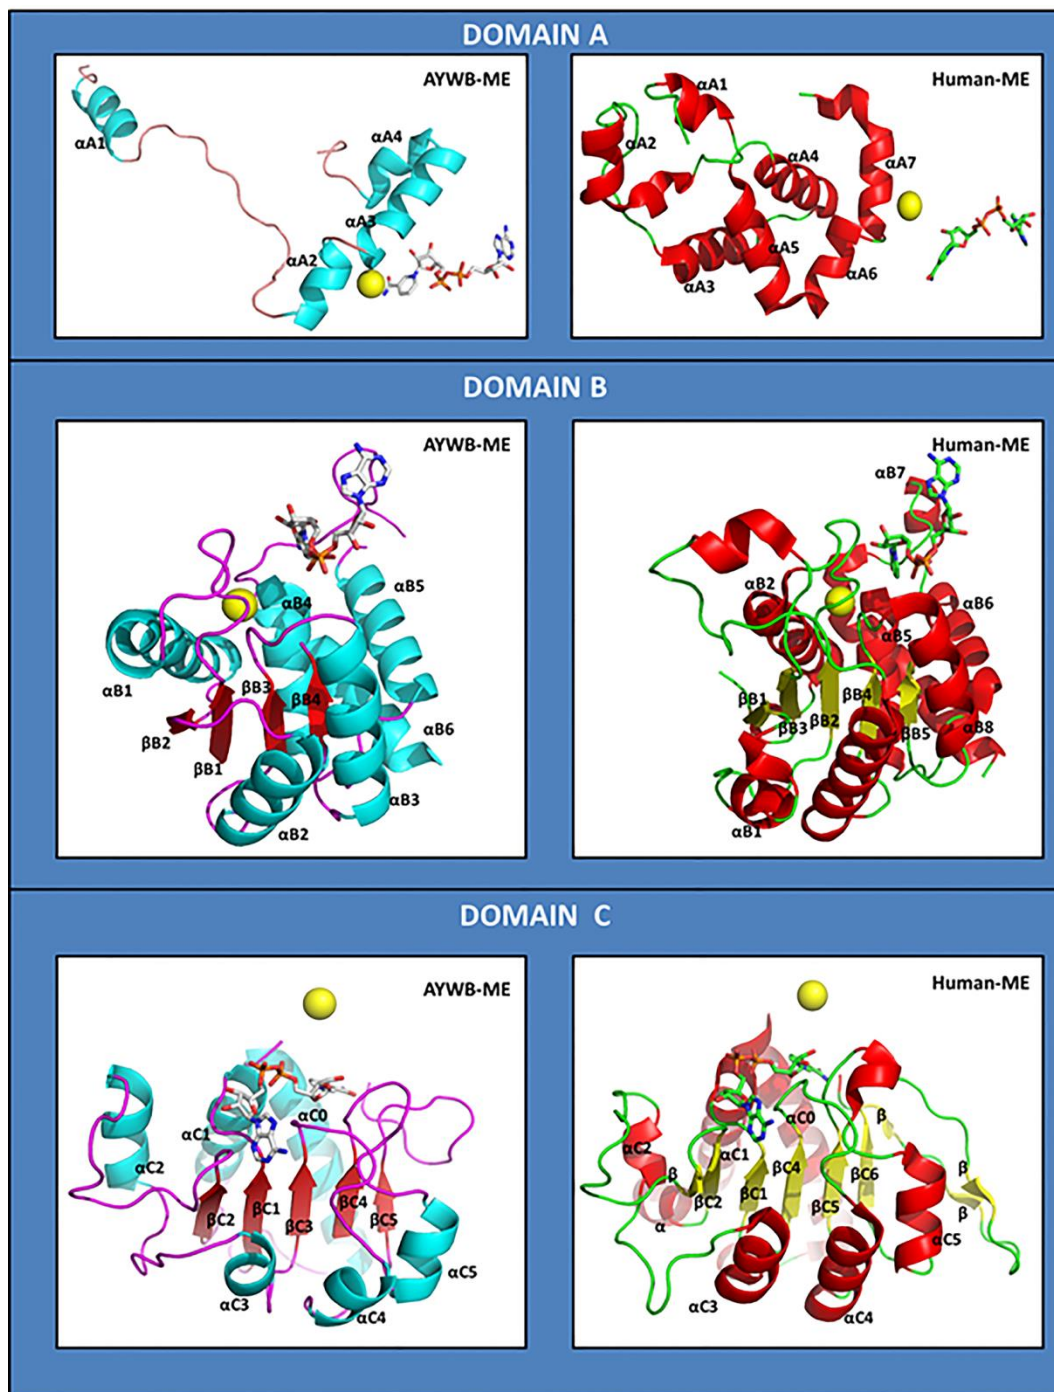 DOMAIN A
AYWB-ME
αA1
αA4
αA3
αA2
Human-ME
αA1
αA2
αA4
αA7
αA5
αA3
αA6
DOMAIN B
AYWB-ME
αB5
αB4
αB1
βB3
βB4
βB2
βB1
αB6
αB3
αB2
Human-ME
αB7
αB2
αB6
αB5
βB1
βB4
βB3
βB2
βB5
αB8
αB1
DOMAIN C
AYWB-ME
αC0
αC1
αC2
βC2
βC1
βC3
βC4
βC5
αC5
αC3
αC4
Human-ME
αC0
β
αC2
αC1
β
βC4
βC6
β
βC2
βC1
βC5
β
α
αC5
αC3
αC4